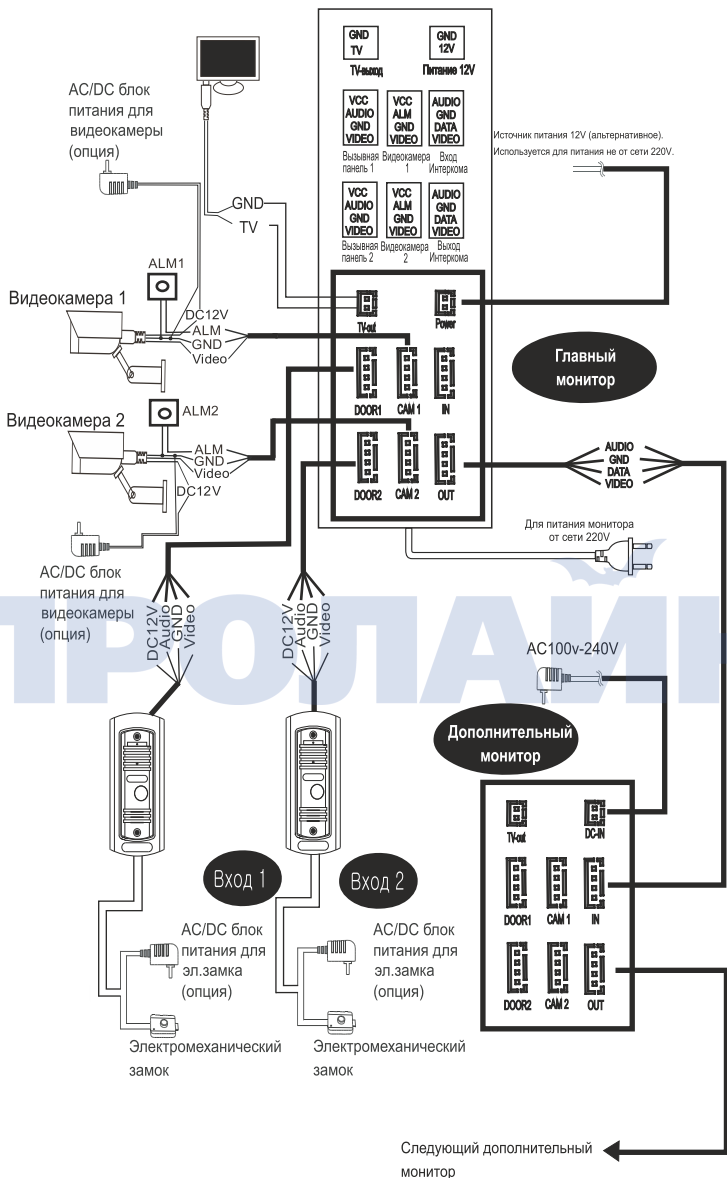 GND
TV
TV-выход
GND
12V
Питание 12V
VCC
AUDIO
GND
VIDEO
Вызывная
панель 1
VCC
ALM
GND
VIDEO
Видеокамера
1
AUDIO
GND
DATA
VIDEO
Вход
Интеркома
VCC
AUDIO
GND
VIDEO
Вызывная
панель 2
VCC
ALM
GND
VIDEO
Видеокамера
2
AUDIO
GND
DATA
VIDEO
Выход
Интеркома
Источник питания 12V (альтернативное).
Используется для питания не от сети 220V.
AC/DC блок
питания для
видеокамеры
(опция)
GND
TV
ALM1
Видеокамера 1
DC12V
ALM
GND
Video
TV-out
Power
DOOR1
CAM 1
IN
DOOR2
CAM 2
OUT
Главный
монитор
ALM2
Видеокамера 2
ALM
GND
Video
DC12V
AC/DC блок
питания для
видеокамеры
(опция)
AUDIO
GND
DATA
VIDEO
Для питания монитора
от сети 220V
DC12V
Audio
GND
Video
DC12V
Audio
GND
Video
ПРОЛАЙН
AC100v-240V
Дополнительный
монитор
TV-out
DC-IN
DOOR1
CAM 1
IN
DOOR2
CAM 2
OUT
Вход 1
Вход 2
AC/DC блок
питания для
эл.замка
(опция)
AC/DC блок
питания для
эл.замка
(опция)
Электромеханический
замок
Электромеханический
замок
Следующий дополнительный
монитор